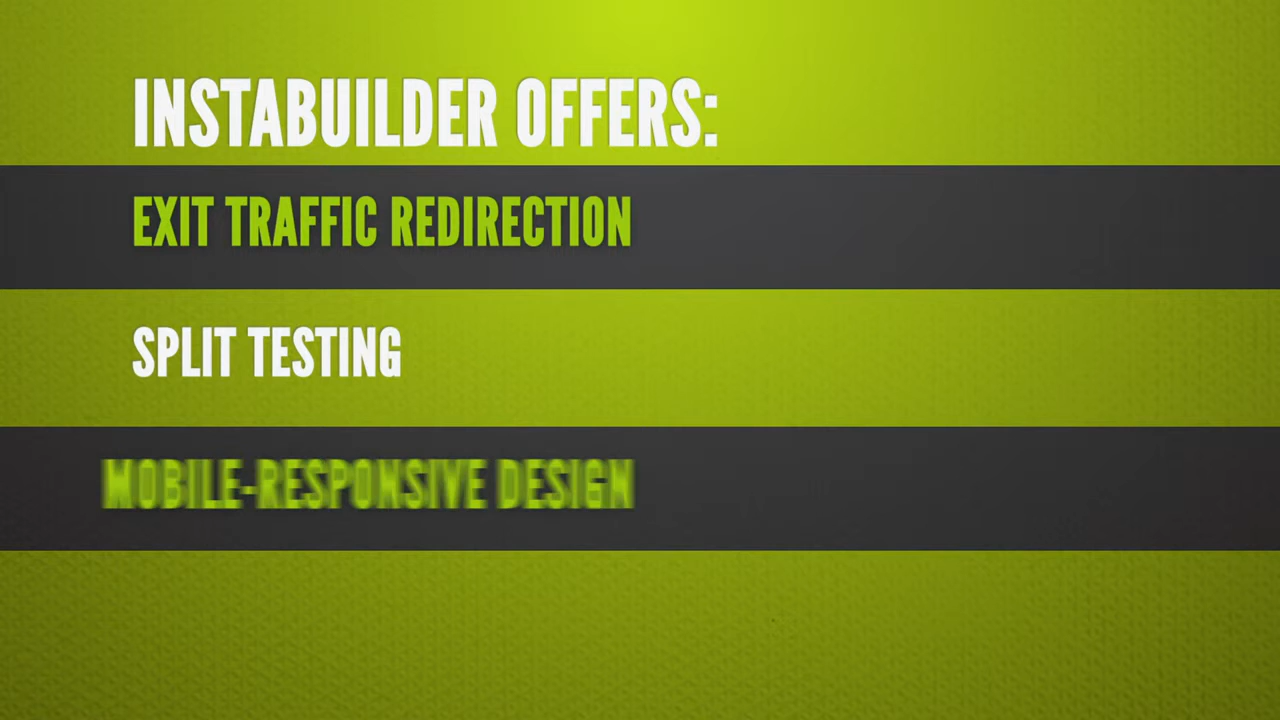 INSTABUILDER OFFERS:
EXIT TRAFFIC REDIRECTION
SPLIT TESTING
MOBILE-RESPONSIVE DESIGN